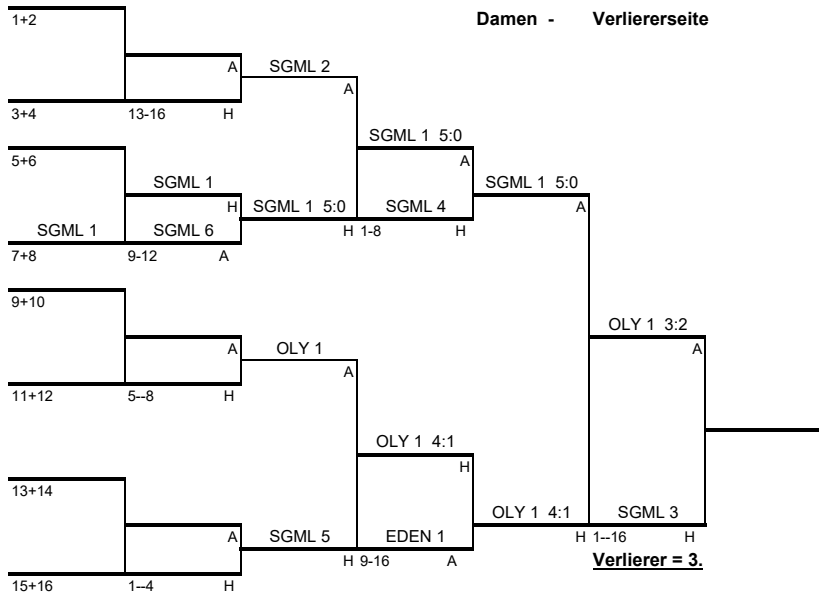 Damen - Verliererseite
1+2
A SGML 2
A
3+4 13-16 H
SGML 1 5:0
5+6 A
SGML 1 SGML 1 5:0
H SGML 1 5:0 SGML 4 A
SGML 1 SGML 6
H 1-8 H
7+8 9-12 A
9+10
OLY 1 3:2
A OLY 1 A
A
11+12 5--8 H
OLY 1 4:1
H
13+14
OLY 1 4:1 SGML 3
A SGML 5 EDEN 1 H 1--16 H
H 9-16 A Verlierer = 3.
15+16 1--4 H